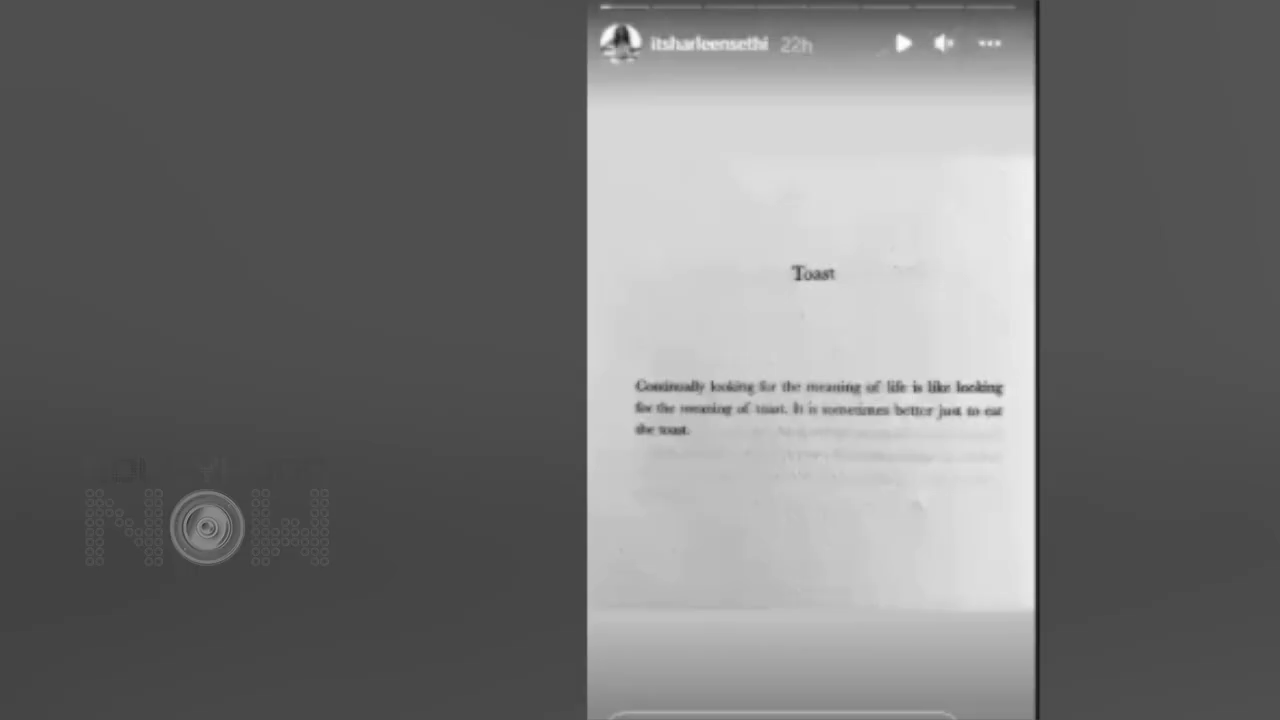 itsharleensethi 22h
Toast
Continually looking for the meaning of life is like looking
for the meaning of toast. It is sometimes better just to eat
the toast.
NOW